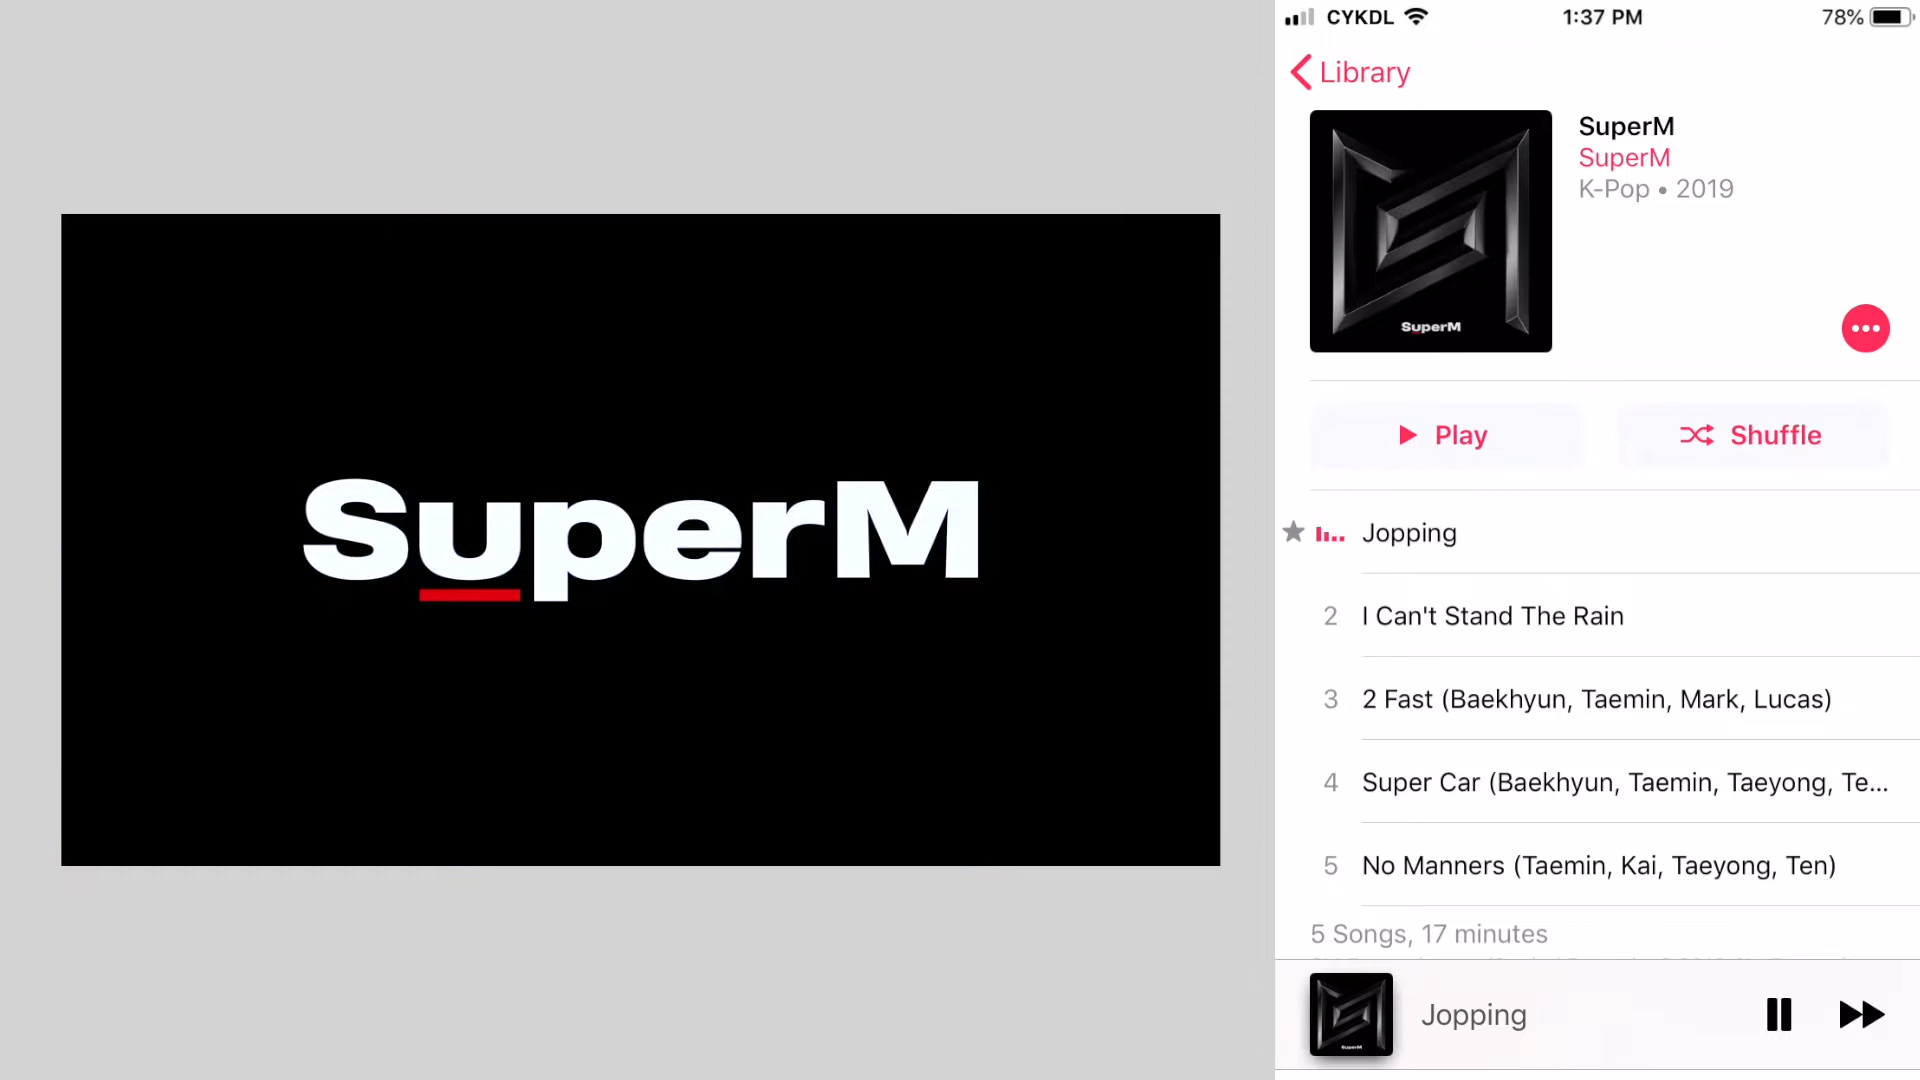 SuperM
CYKDL
1:37 PM
78%
Library
SuperM
SuperM
SuperM
K-Pop • 2019
Play
Shuffle
Jopping
2 I Can't Stand The Rain
3 2 Fast (Baekhyun, Taemin, Mark, Lucas)
4 Super Car (Baekhyun, Taemin, Taeyong, Te...
5 No Manners (Taemin, Kai, Taeyong, Ten)
5 Songs, 17 minutes
SuperM
Jopping